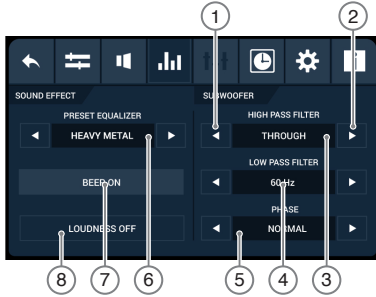 1 2
SOUND EFFECT SUBWOOFER
PRESET EQUALIZER HIGH PASS FILTER
HEAVY METAL THROUGH
LOW PASS FILTER
BEEP ON 60 Hz
PHASE
LOUDNESS OFF NORMAL
8 7 6 5 4 3